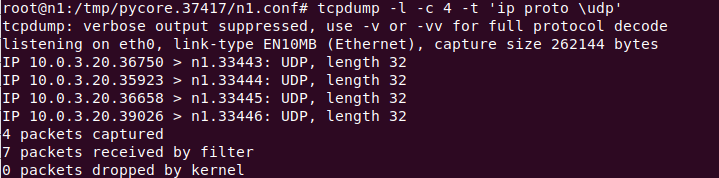 root@n1:/tmp/pycore.37417/n1.conf# tcpdump -l -c 4 -t 'ip proto \udp'
tcpdump: verbose output suppressed, use -v or -vv for full protocol decode
listening on eth0, link-type EN10MB (Ethernet), capture size 262144 bytes
IP 10.0.3.20.36750 > n1.33443: UDP, length 32
IP 10.0.3.20.35923 > n1.33444: UDP, length 32
IP 10.0.3.20.36658 > n1.33445: UDP, length 32
IP 10.0.3.20.39026 > n1.33446: UDP, length 32
4 packets captured
7 packets received by filter
0 packets dropped by kernel